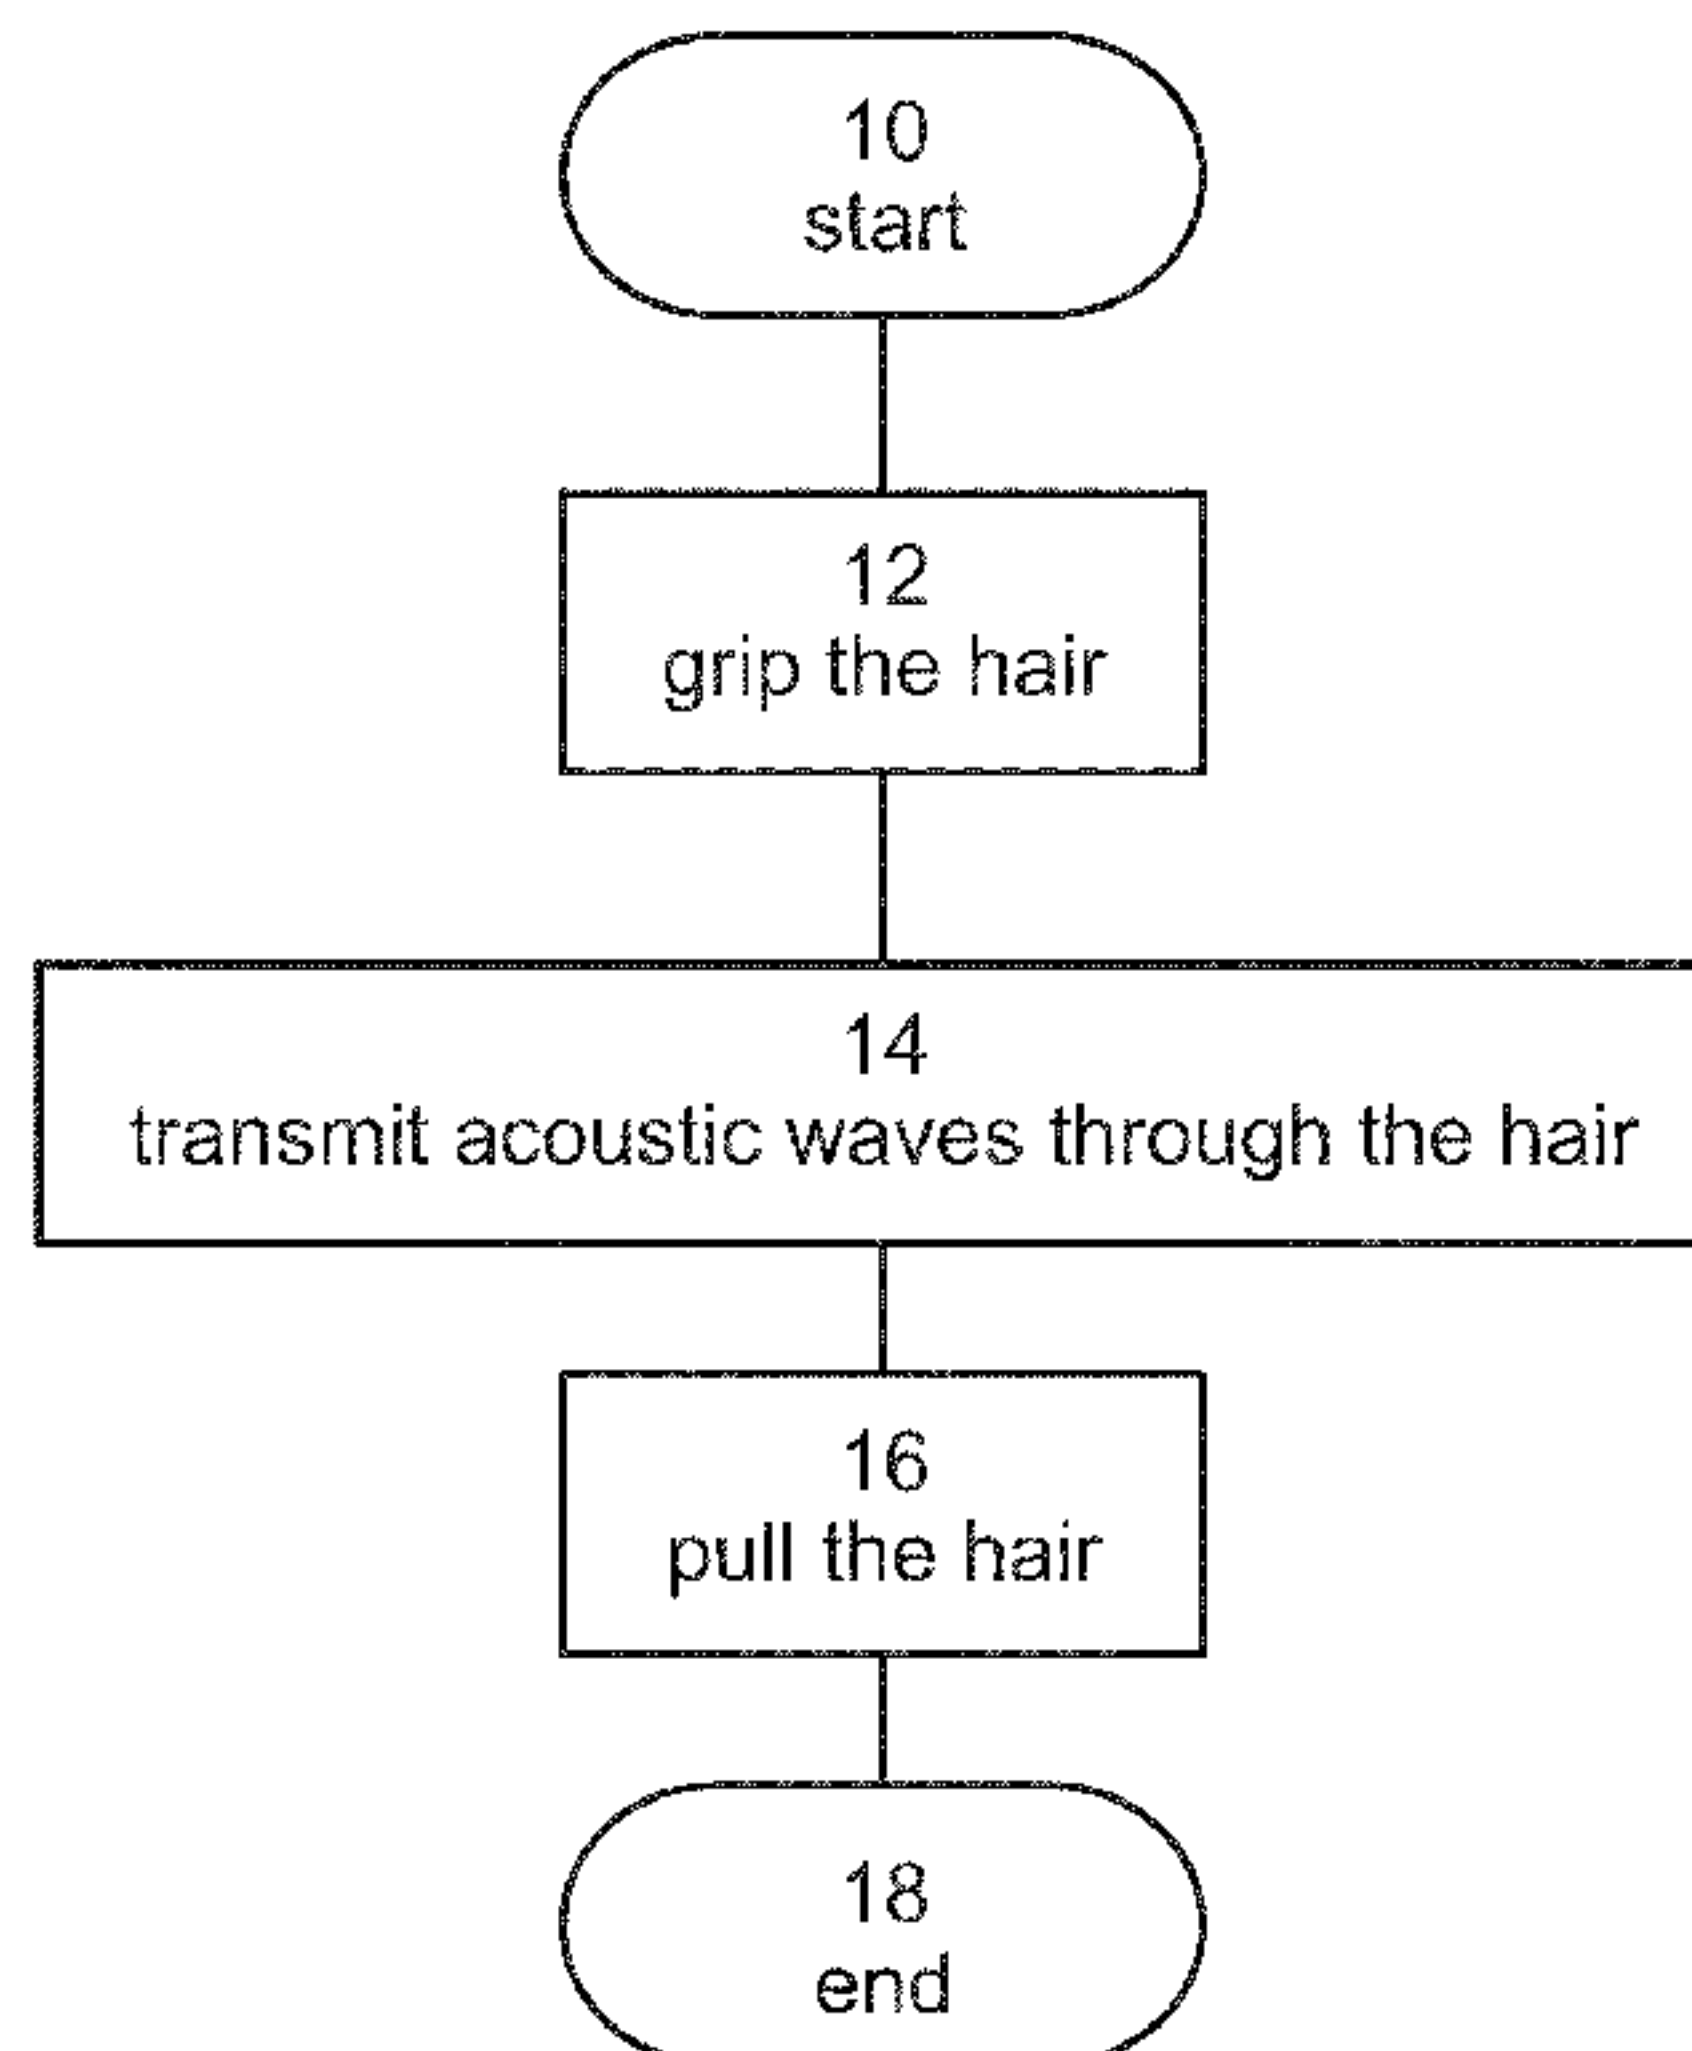 10
start
12
grip the hair
14
transmit acoustic waves through the hair
16
pull the hair
18
end